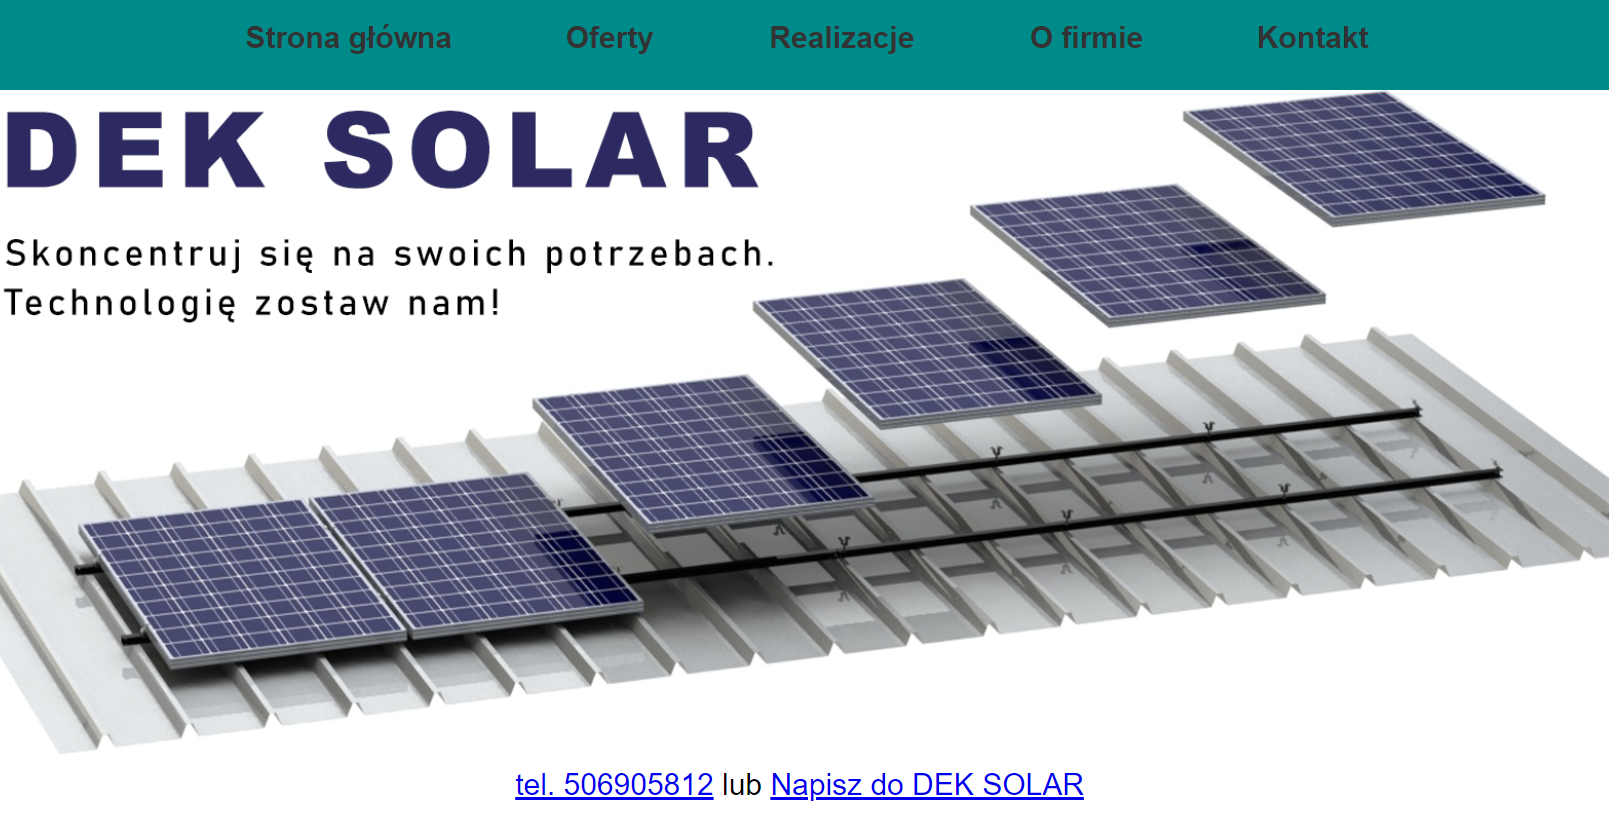 Strona główna Oferty Realizacje O firmie Kontakt
DEK SOLAR
Skoncentruj się na swoich potrzebach.
Technologię zostaw nam!
tel. 506905812 lub Napisz do DEK SOLAR